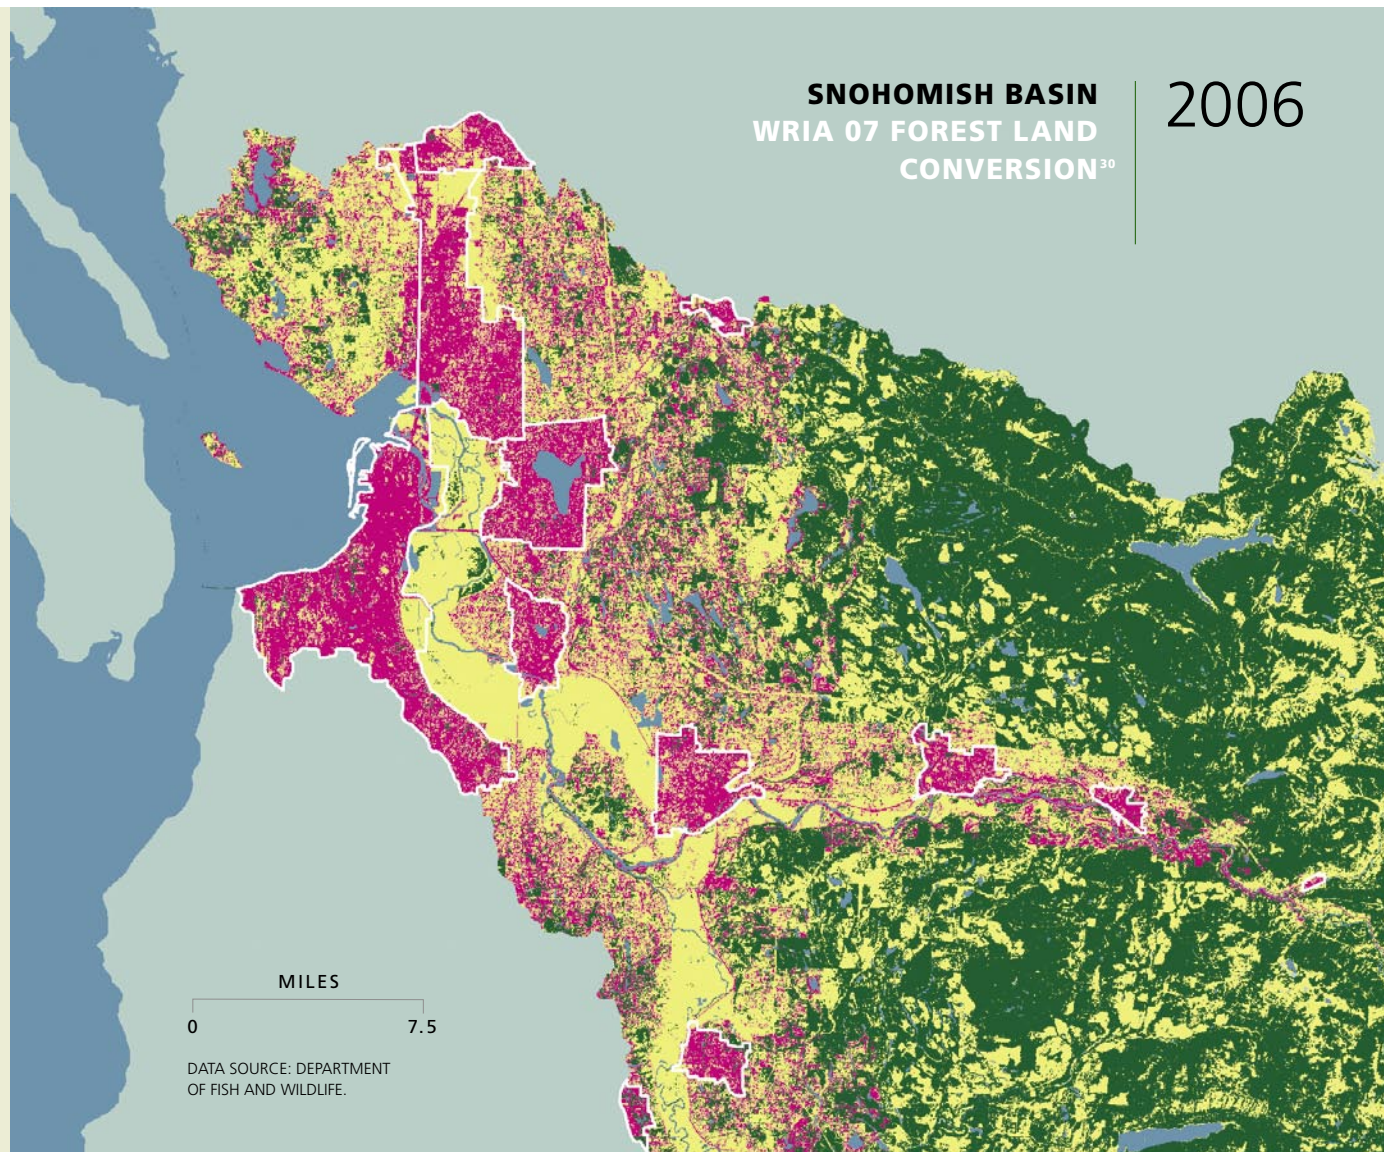 SNOHOMISH BASIN
WRIA 07 FOREST LAND
CONVERSION30
2006
MILES
0 7.5
DATA SOURCE: DEPARTMENT
OF FISH AND WILDLIFE.